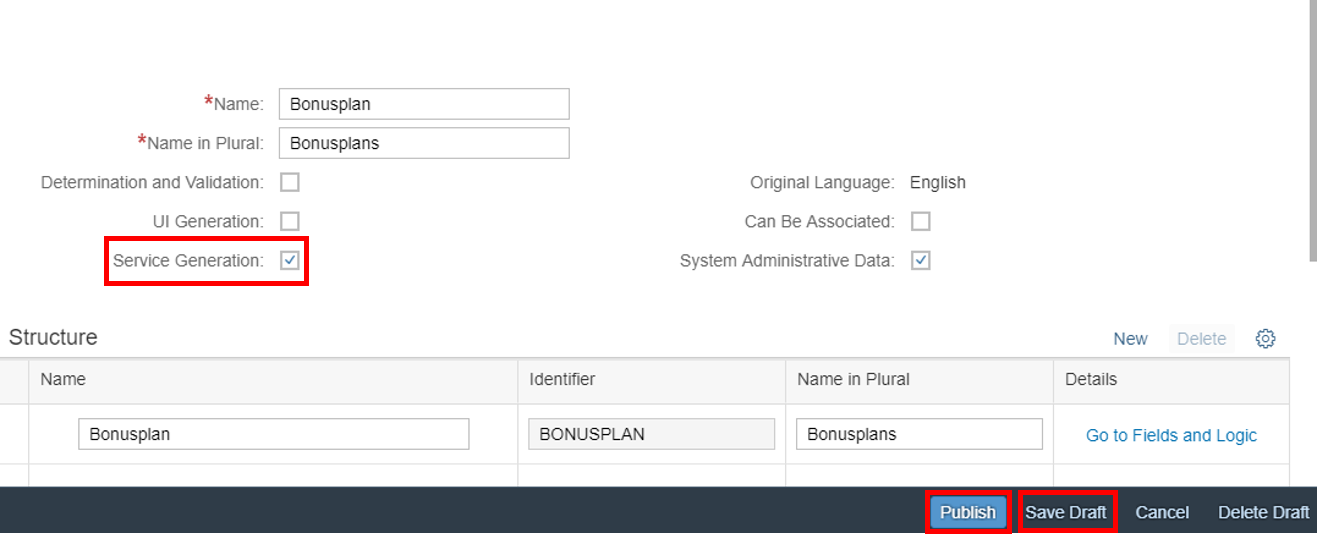 *Name: Bonusplan
*Name in Plural: Bonusplans
Determination and Validation: Original Language: English
UI Generation: Can Be Associated:
Service Generation: System Administrative Data:
Structure New Delete
Name Identifier Name in Plural Details
Bonusplan BONUSPLAN Bonusplans Go to Fields and Logic
Publish Save Draft Cancel Delete Draft